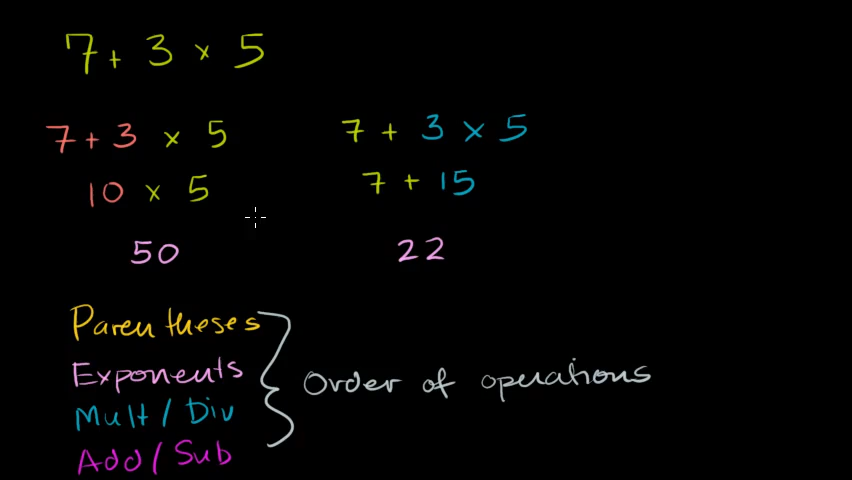 7 + 3 × 5
7 + 3 × 5
10 × 5
50
7 + 3 × 5
7 + 15
22
Parentheses
Exponents
Mult / Div
Add / Sub
Order of operations